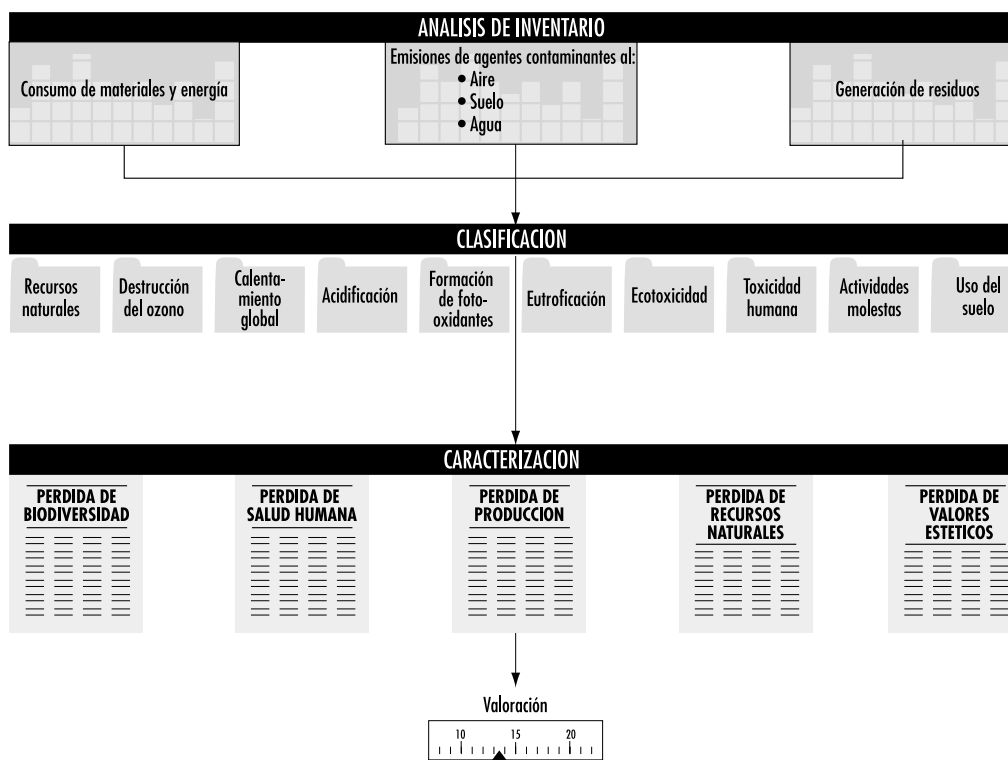 ANALISIS DE INVENTARIO
Consumo de materiales y energía
Emisiones de agentes contaminantes al:
• Aire
• Suelo
• Agua
Generación de residuos
CLASIFICACION
Recursos
naturales
Destrucción
del ozono
Calenta-
miento
global
Acidificación
Formación
de foto-
oxidantes
Eutroficación
Ecotoxicidad
Toxicidad
humana
Actividades
molestas
Uso del
suelo
CARACTERIZACION
PERDIDA DE
BIODIVERSIDAD
PERDIDA DE
SALUD HUMANA
PERDIDA DE
PRODUCCION
PERDIDA DE
RECURSOS
NATURALES
PERDIDA DE
VALORES
ESTETICOS
Valoración
10 15 20